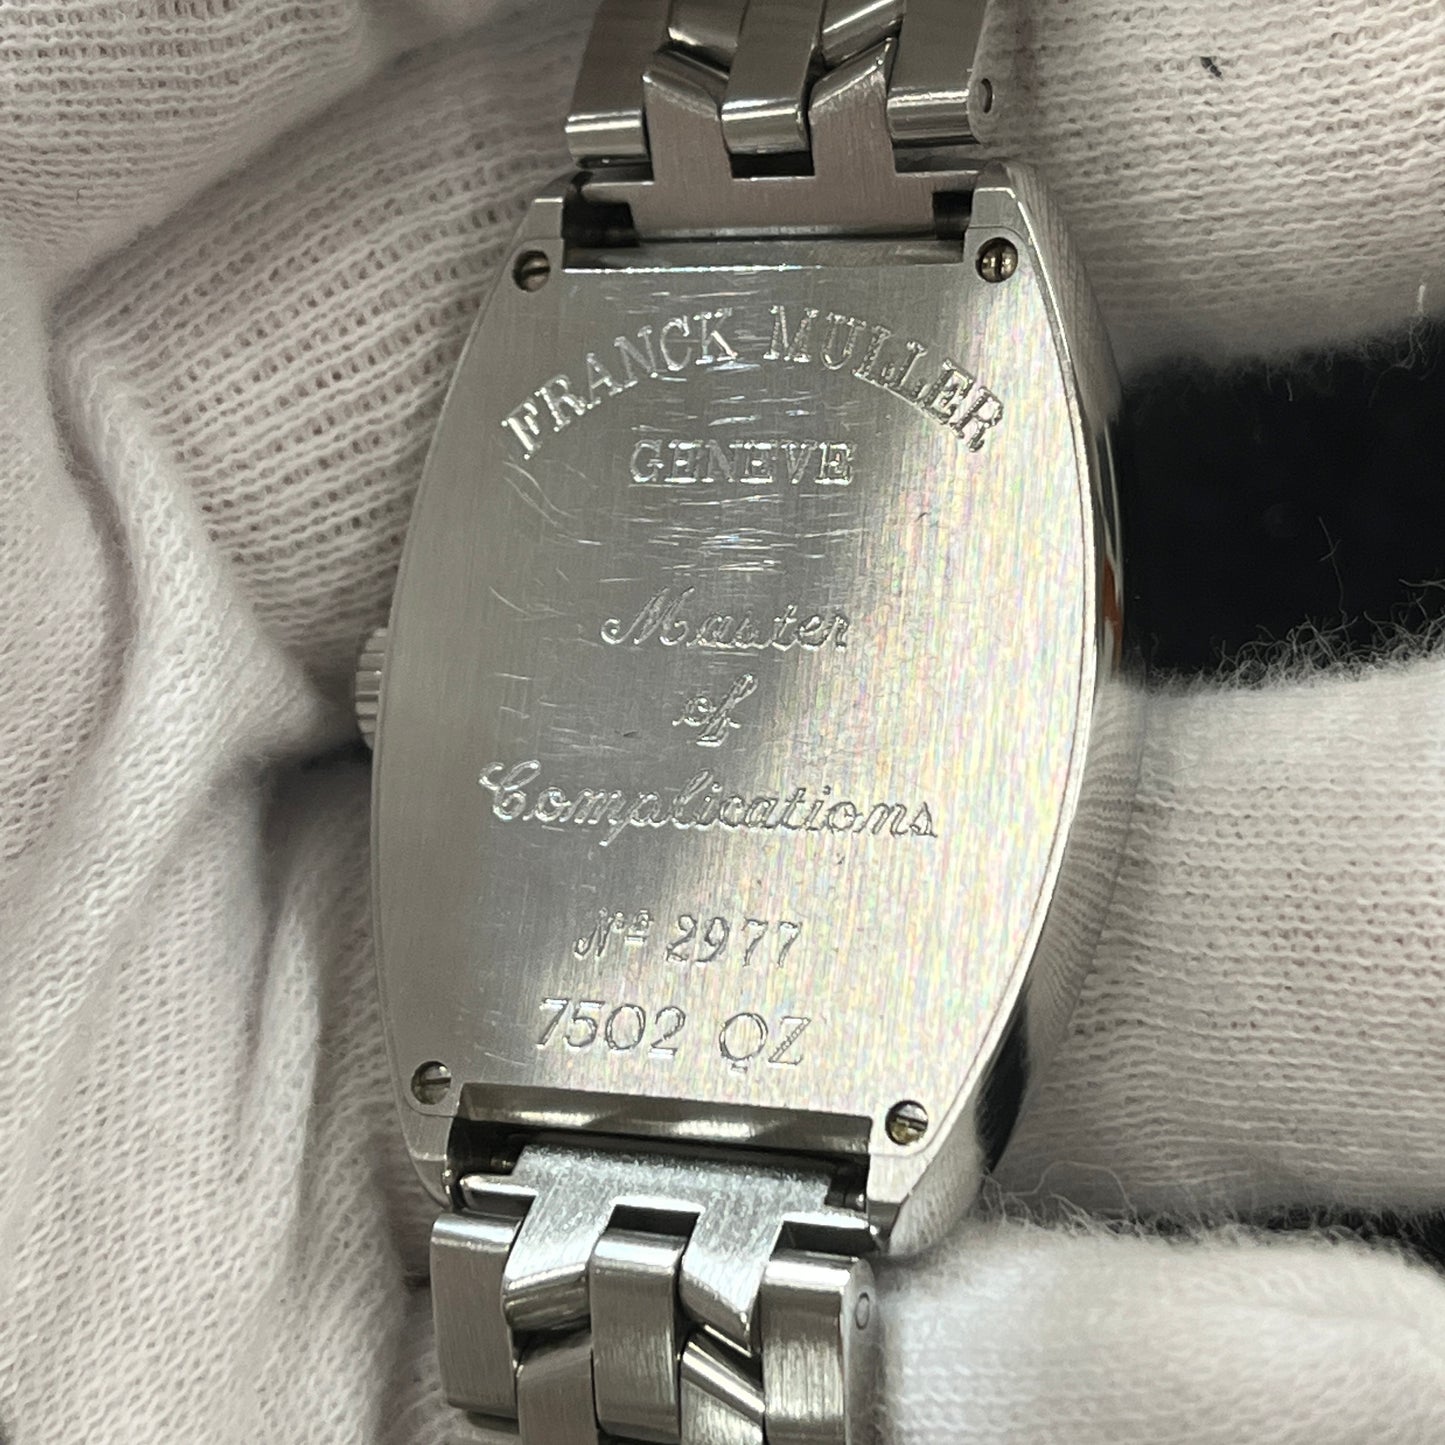 FRANCK MULLER
GENEVE
Master
of
Complications
Nº 2977
7502 QZ